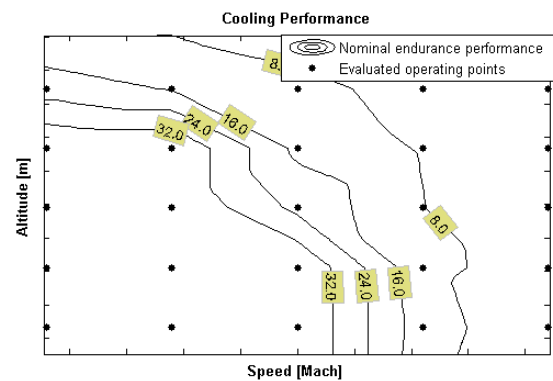 Cooling Performance
Nominal endurance performance
Evaluated operating points
8.
32.0
24.0
16.0
8.0
32.0
24.0
16.0
Altitude [m]
Speed [Mach]